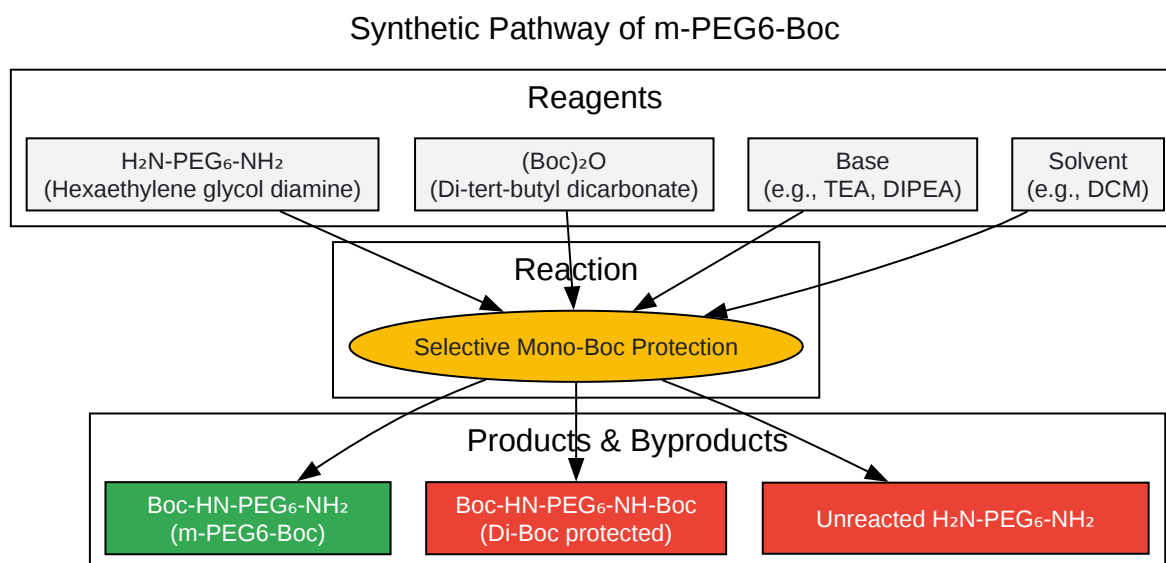 Synthetic Pathway of m-PEG6-Boc
Reagents
H₂N-PEG₆-NH₂
(Hexaethylene glycol diamine)
(Boc)₂O
(Di-tert-butyl dicarbonate)
Base
(e.g., TEA, DIPEA)
Solvent
(e.g., DCM)
Reaction
Selective Mono-Boc Protection
Products & Byproducts
Boc-HN-PEG₆-NH₂
(m-PEG6-Boc)
Boc-HN-PEG₆-NH-Boc
(Di-Boc protected)
Unreacted H₂N-PEG₆-NH₂